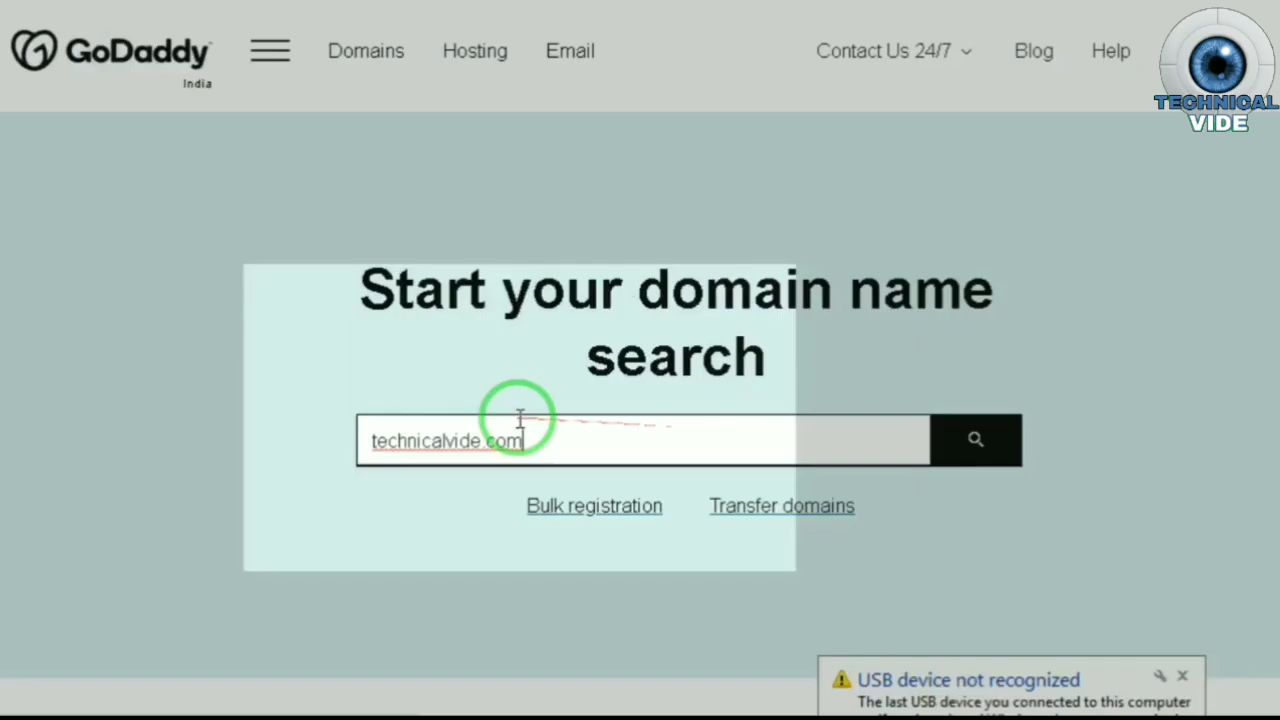 GoDaddy
India
Domains Hosting Email Contact Us 24/7 Blog Help
TECHNICAL
VIDE
Start your domain name
search
technicalvide.com
Bulk registration Transfer domains
USB device not recognized
The last USB device you connected to this computer